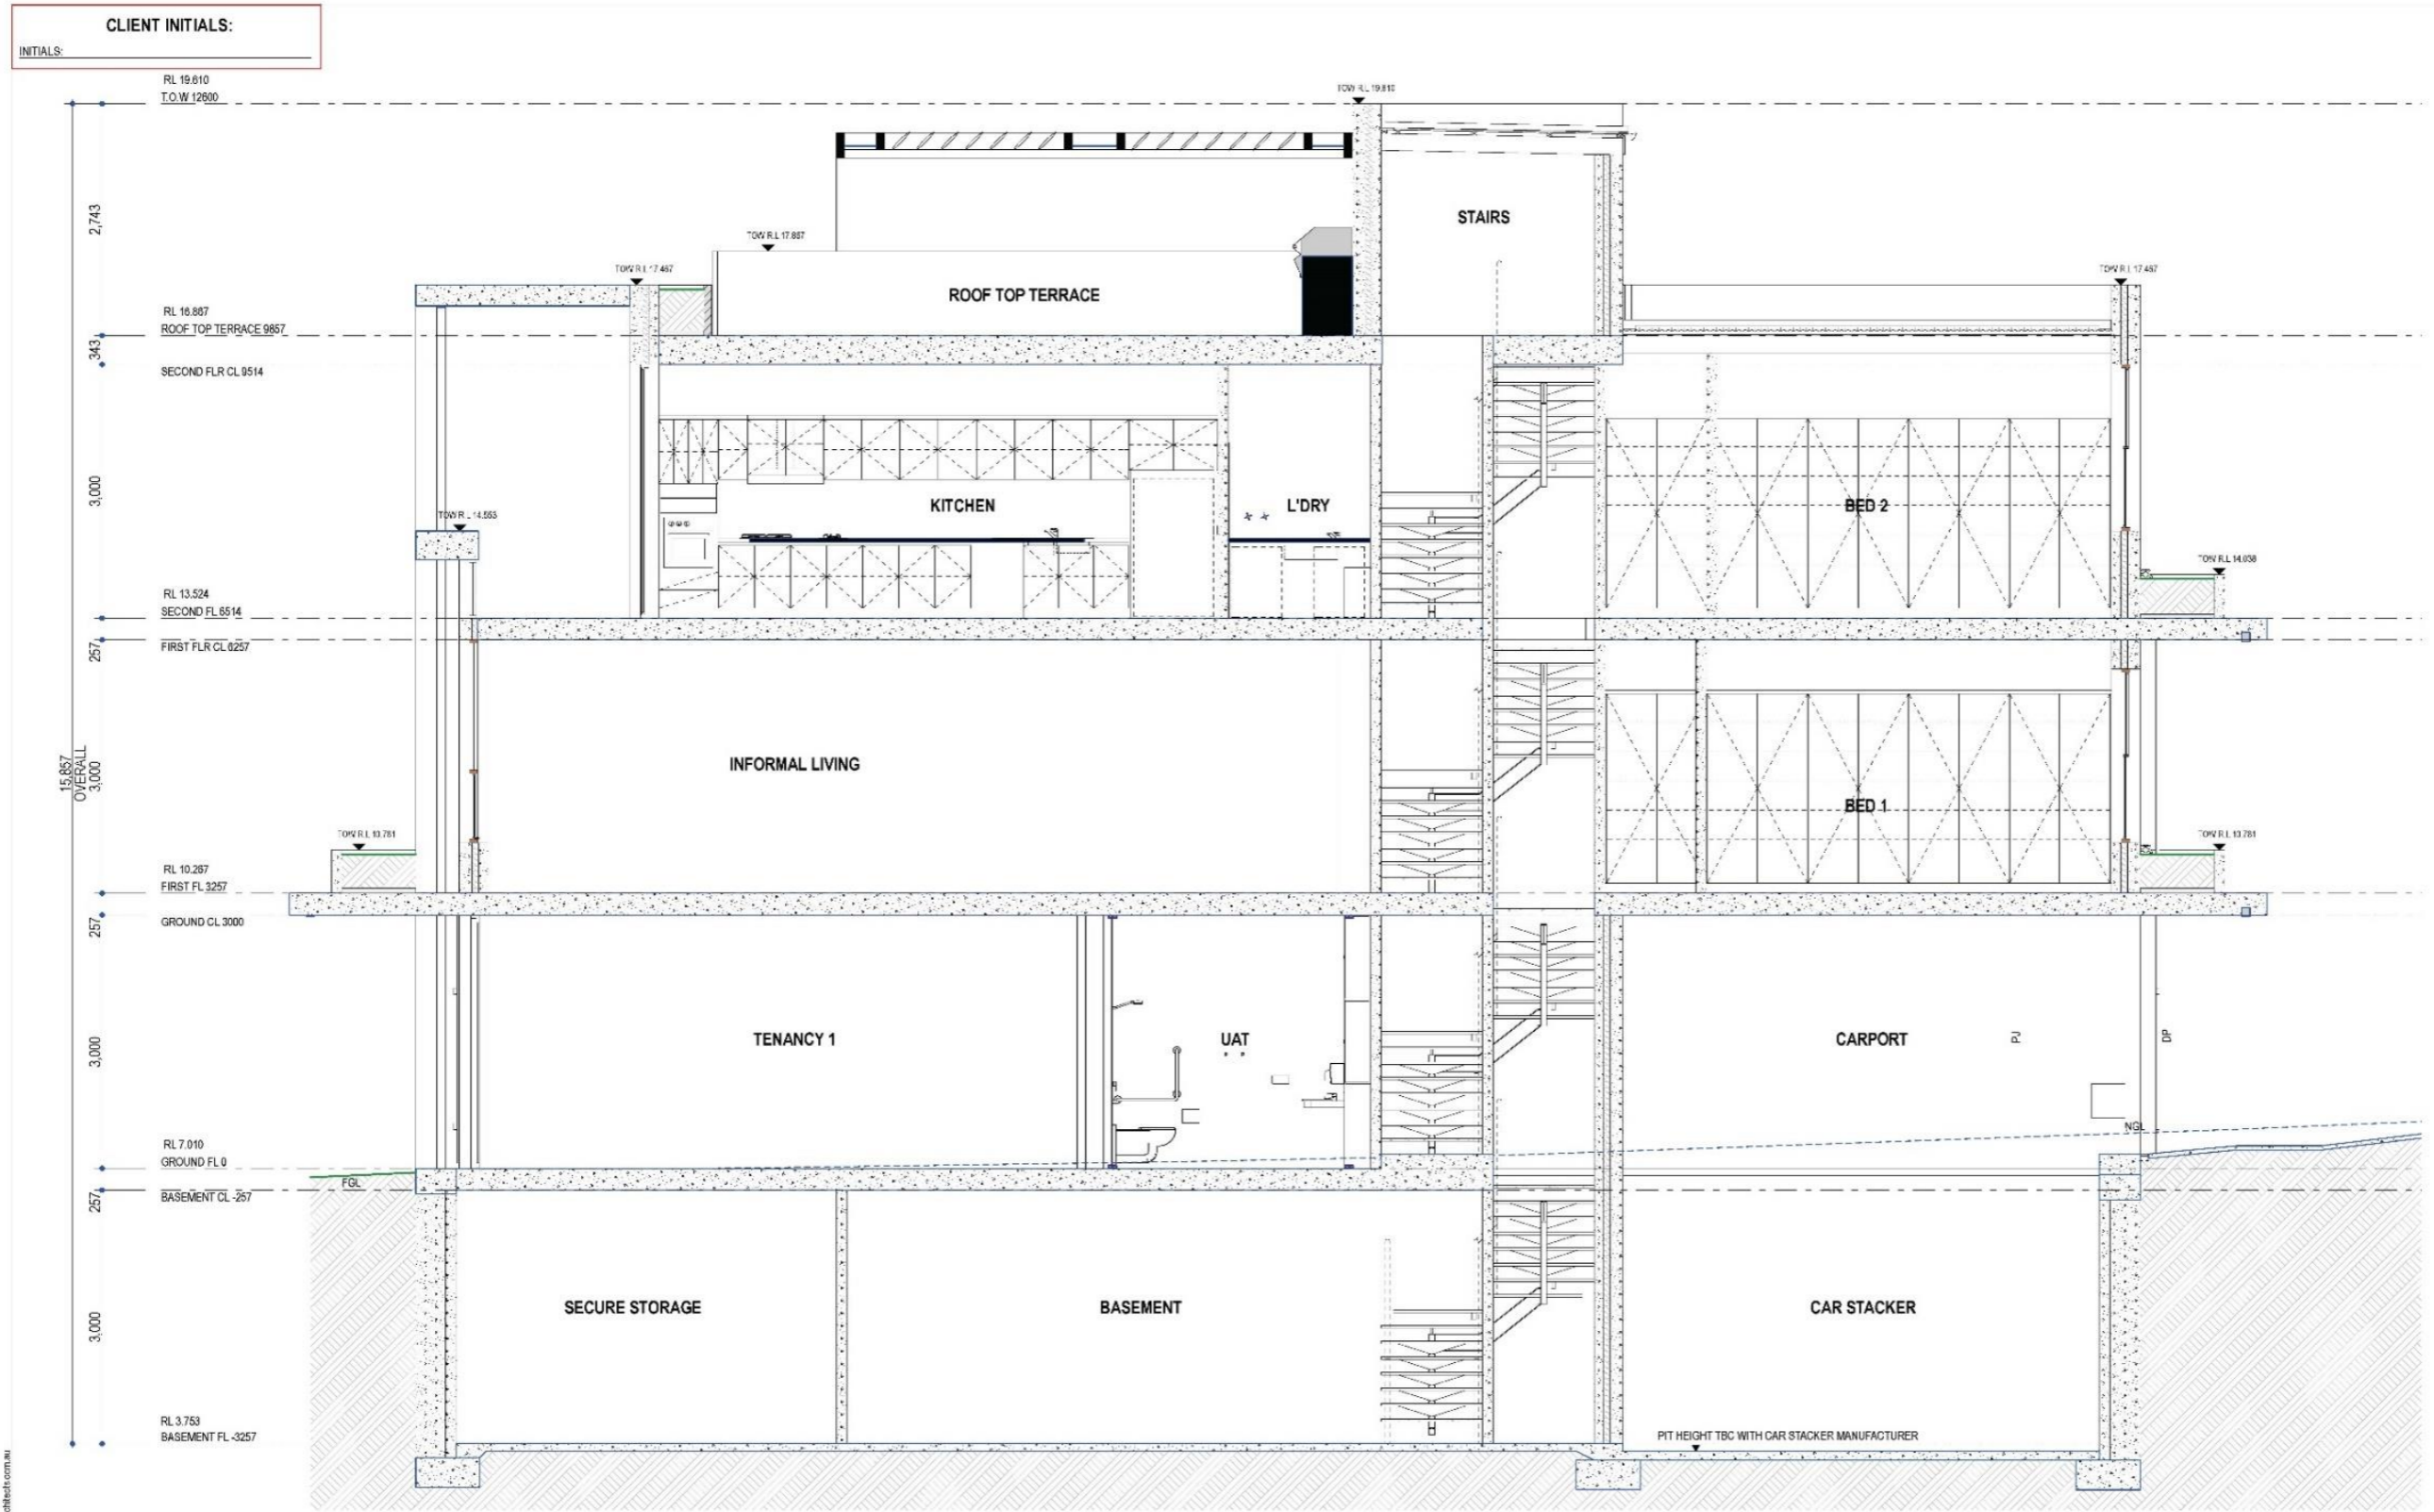 CLIENT INITIALS:
INITIALS:
RL 19.610
T.O.W 12600
TOW R.L 19.610
2,743
STAIRS
TOW R.L 17.867
TOW R.L 17.467
TOW R.L 17.467
ROOF TOP TERRACE
RL 16.867
ROOF TOP TERRACE 9857
343
SECOND FLR CL 9514
3,000
KITCHEN
L'DRY
BED 2
TOW R.L 14.553
TOW R.L 14.038
RL 13.524
SECOND FL 6514
257
FIRST FLR CL 6257
15,857
OVERALL
3,000
INFORMAL LIVING
BED 1
TOW R.L 10.781
TOW R.L 10.781
RL 10.267
FIRST FL 3257
257
GROUND CL 3000
3,000
TENANCY 1
UAT
CARPORT
PJ
DP
NGL
RL 7.010
GROUND FL 0
FGL
257
BASEMENT CL -257
3,000
SECURE STORAGE
BASEMENT
CAR STACKER
RL 3.753
BASEMENT FL -3257
PIT HEIGHT TBC WITH CAR STACKER MANUFACTURER